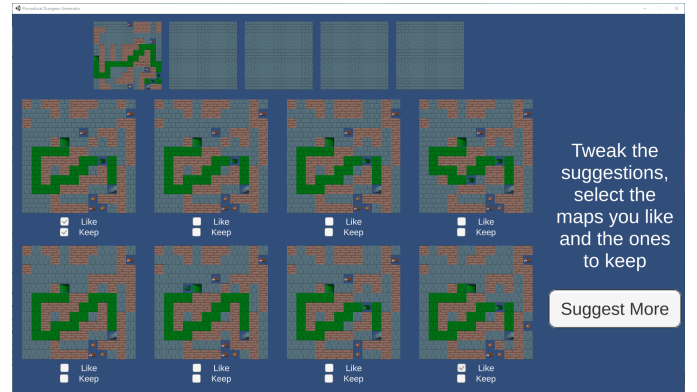 Procedural Dungeon Generator
Like
Keep
Like
Keep
Like
Keep
Like
Keep
Tweak the
suggestions,
select the
maps you like
and the ones
to keep
Suggest More
Like
Keep
Like
Keep
Like
Keep
Like
Keep